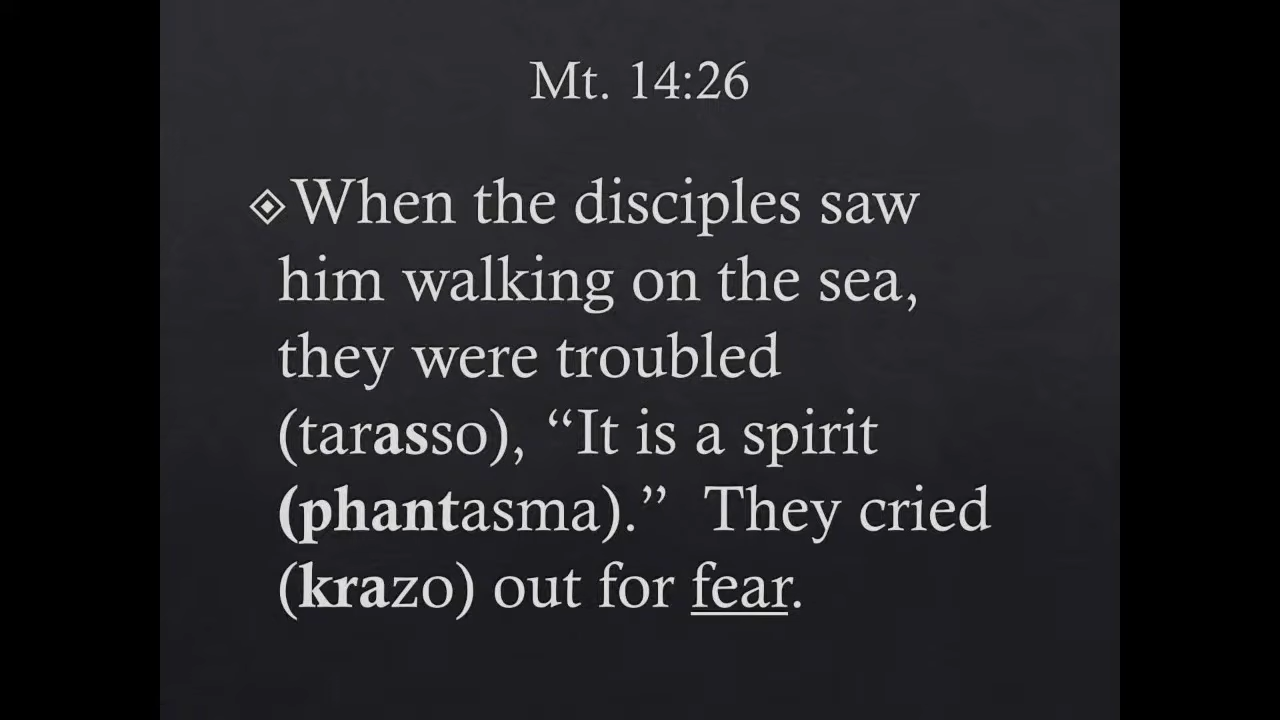 Mt. 14:26
When the disciples saw
him walking on the sea,
they were troubled
(tarasso), “It is a spirit
(phantasma).”  They cried
(krazo) out for fear.